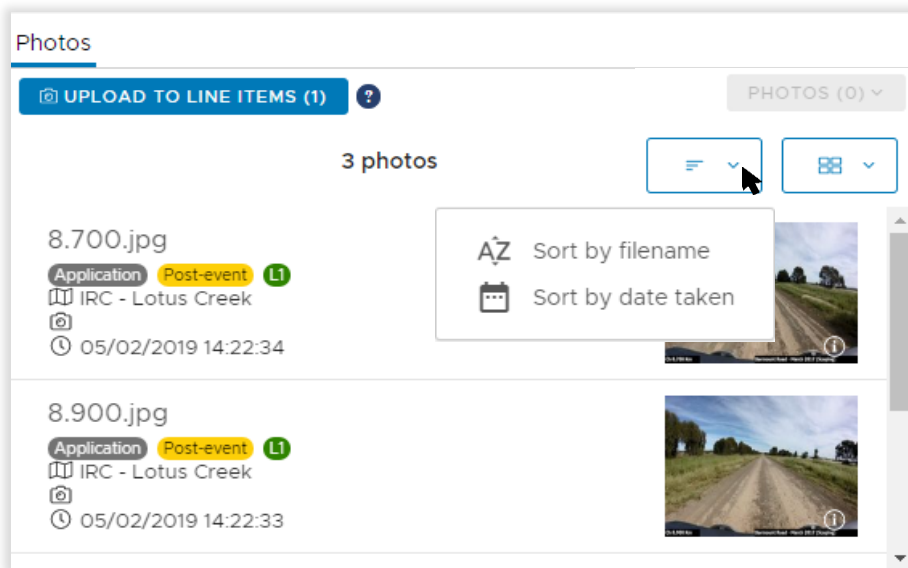 Photos
UPLOAD TO LINE ITEMS (1) ?
PHOTOS (0)
3 photos
8.700.jpg
Application Post-event L1
IRC - Lotus Creek
05/02/2019 14:22:34
AZ Sort by filename
Sort by date taken
8.900.jpg
Application Post-event L1
IRC - Lotus Creek
05/02/2019 14:22:33